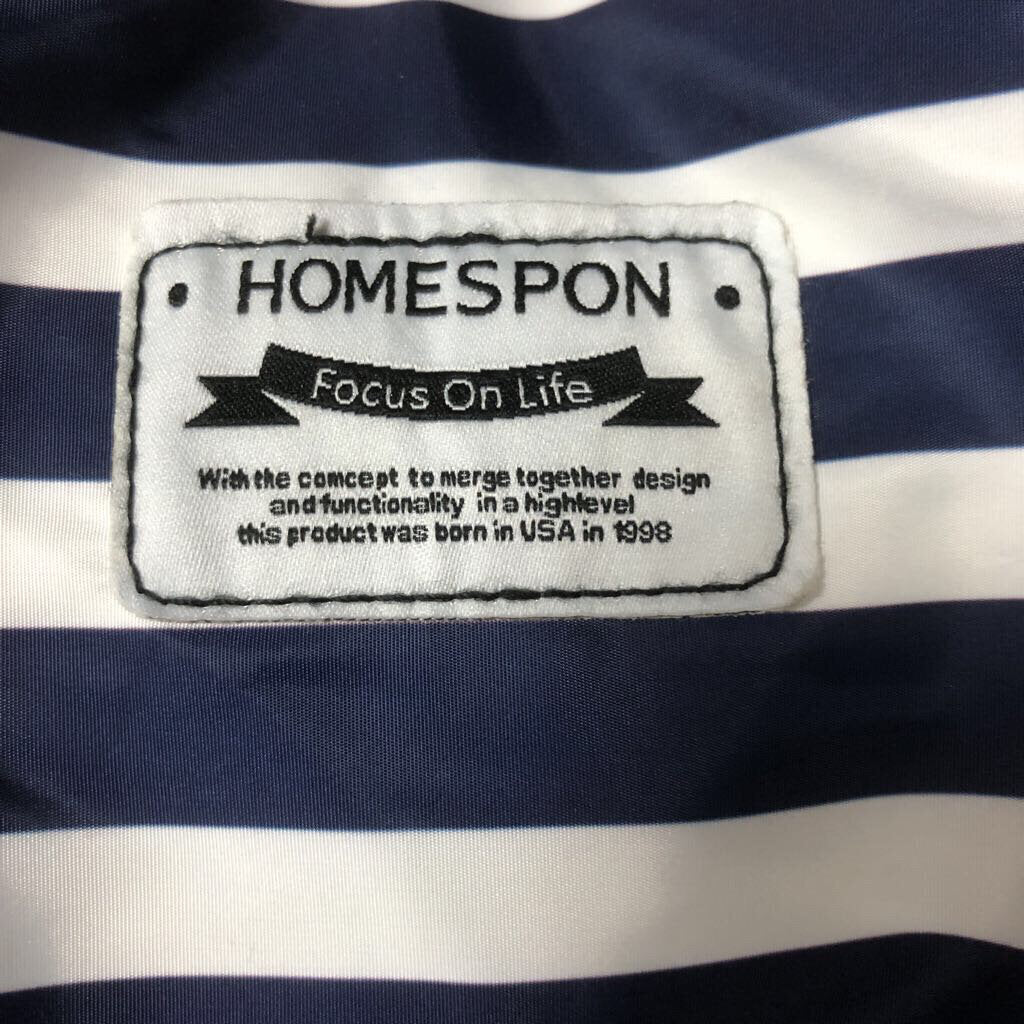 HOMESPON
Focus On Life
With the comcept to merge together design
and functionality in a highlevel
this product was born in USA in 1998